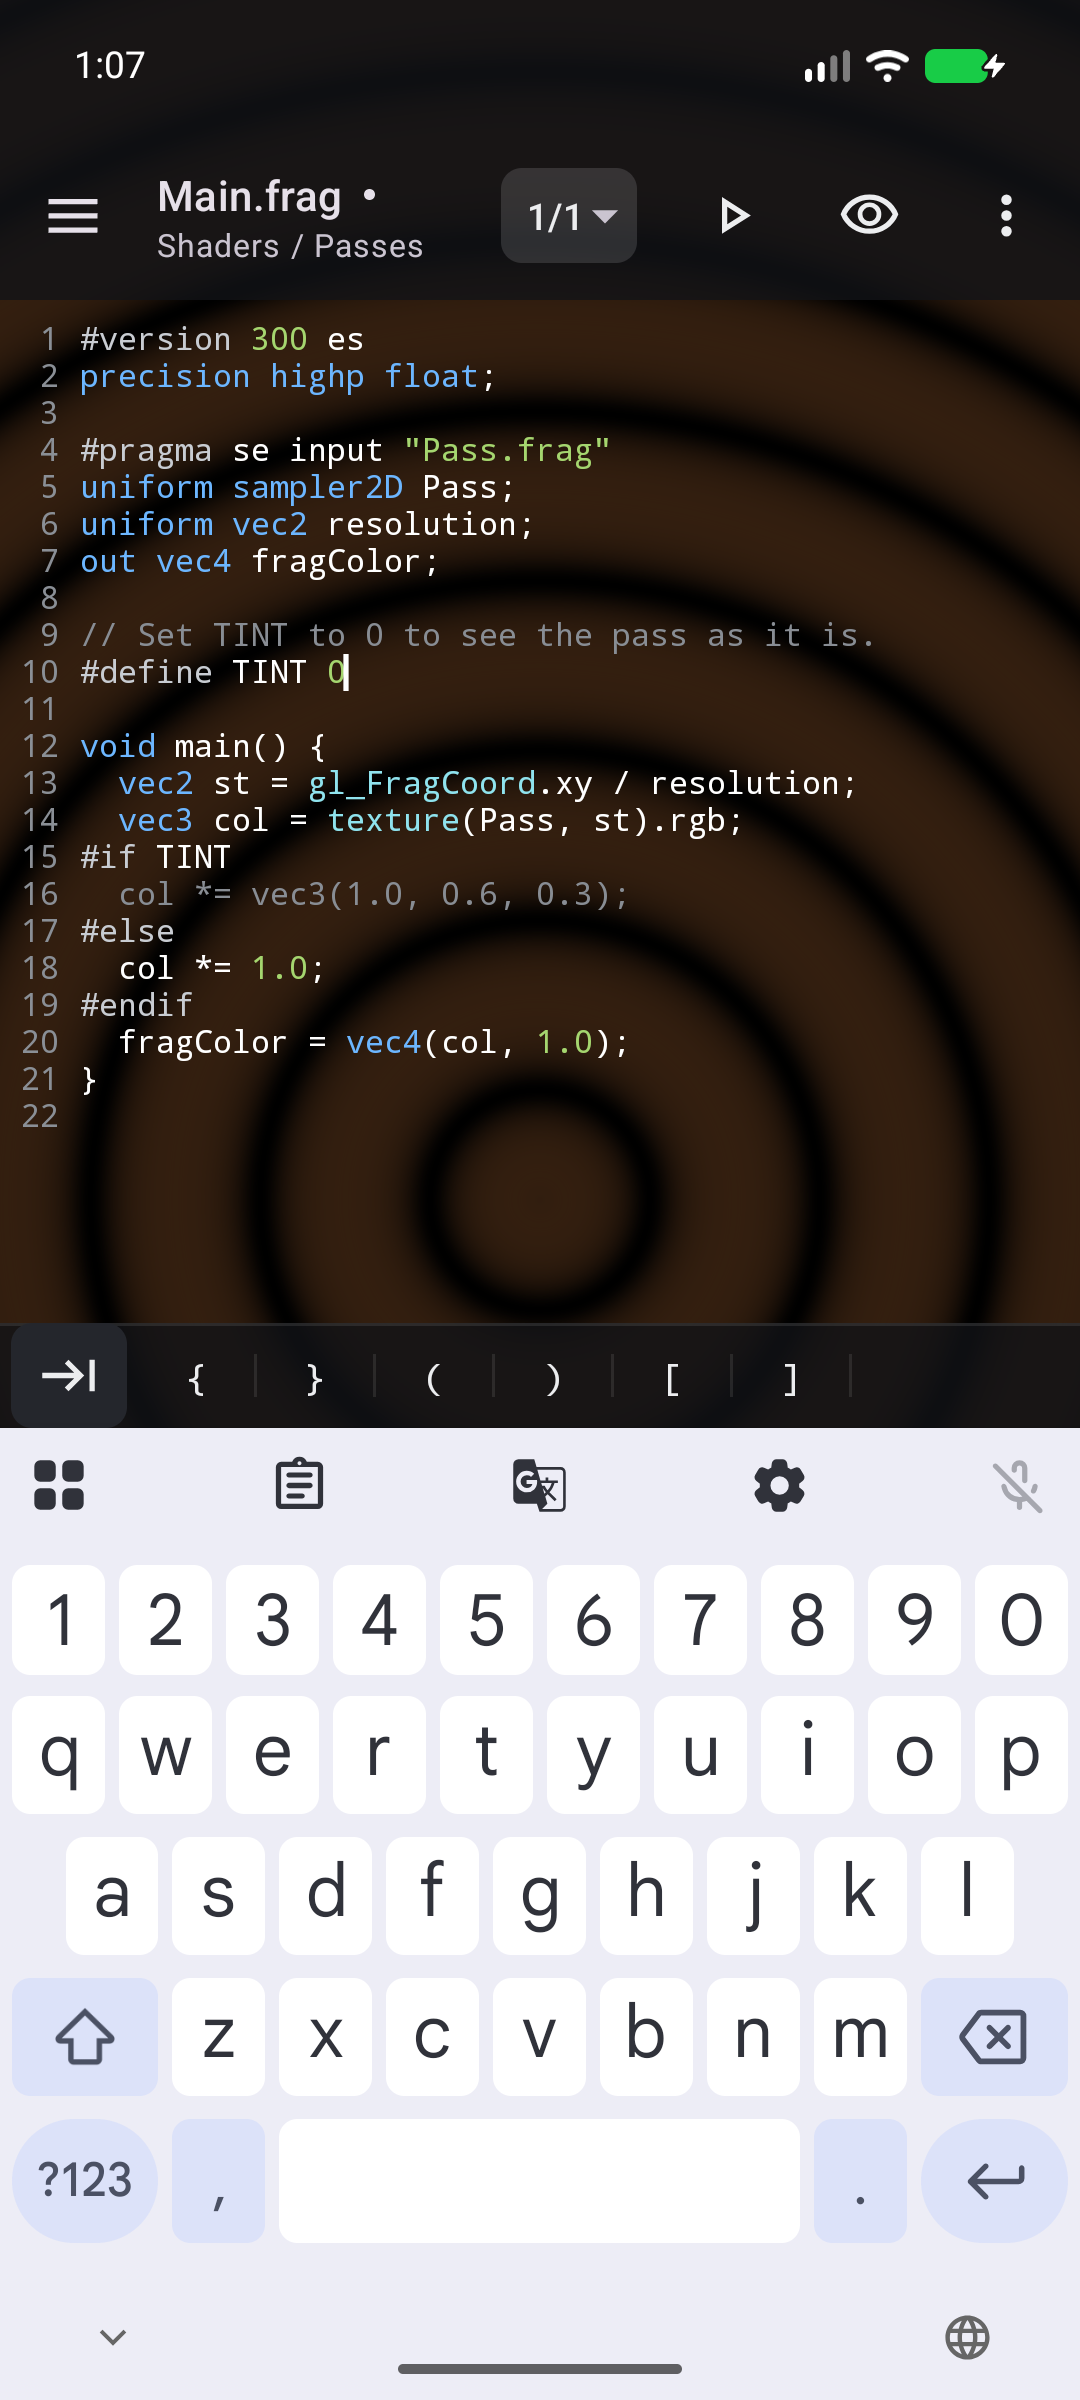 1:07
Main.frag •
Shaders / Passes
1/1
1 #version 300 es
2 precision highp float;
3
4 #pragma se input "Pass.frag"
5 uniform sampler2D Pass;
6 uniform vec2 resolution;
7 out vec4 fragColor;
8
9 // Set TINT to 0 to see the pass as it is.
10 #define TINT 0
11
12 void main() {
13   vec2 st = gl_FragCoord.xy / resolution;
14   vec3 col = texture(Pass, st).rgb;
15 #if TINT
16   col *= vec3(1.0, 0.6, 0.3);
17 #else
18   col *= 1.0;
19 #endif
20   fragColor = vec4(col, 1.0);
21 }
22
{ } ( ) [ ]
1 2 3 4 5 6 7 8 9 0
q w e r t y u i o p
a s d f g h j k l
z x c v b n m
?123 , .